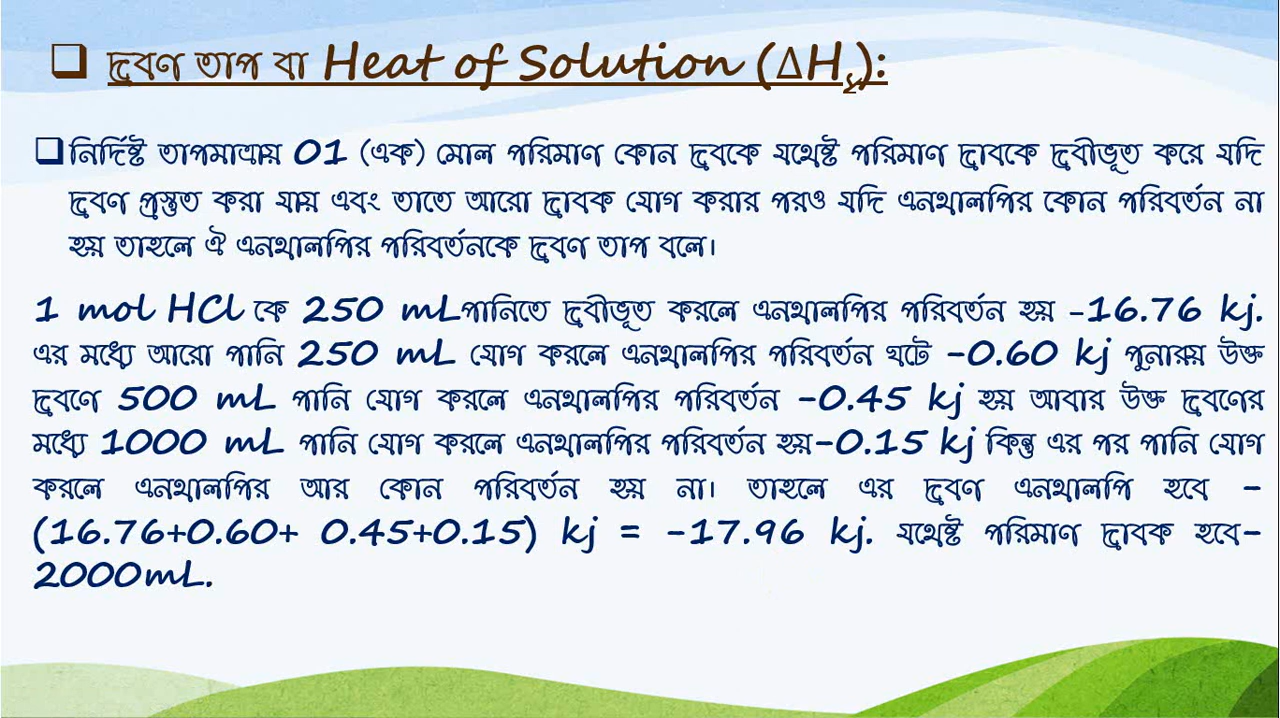 দ্রবণ তাপ বা Heat of Solution (ΔHₛ):
নির্দিষ্ট তাপমাত্রায় 01 (এক) মোল পরিমাণ কোন দ্রবকে যথেষ্ট পরিমাণ দ্রাবকে দ্রবীভূত করে যদি
দ্রবণ প্রস্তুত করা যায় এবং তাতে আরো দ্রাবক যোগ করার পরও যদি এনথালপির কোন পরিবর্তন না
হয় তাহলে ঐ এনথালপির পরিবর্তনকে দ্রবণ তাপ বলে।
1 mol HCl কে 250 mLপানিতে দ্রবীভূত করলে এনথালপির পরিবর্তন হয় -16.76 kj.
এর মধ্যে আরো পানি 250 mL যোগ করলে এনথালপির পরিবর্তন ঘটে -0.60 kj পুনারয় উক্ত
দ্রবণে 500 mL পানি যোগ করলে এনথালপির পরিবর্তন -0.45 kj হয় আবার উক্ত দ্রবণের
মধ্যে 1000 mL পানি যোগ করলে এনথালপির পরিবর্তন হয়-0.15 kj কিন্তু এর পর পানি যোগ
করলে এনথালপির আর কোন পরিবর্তন হয় না। তাহলে এর দ্রবণ এনথালপি হবে -
(16.76+0.60+ 0.45+0.15) kj = -17.96 kj. যথেষ্ট পরিমাণ দ্রাবক হবে-
2000mL.